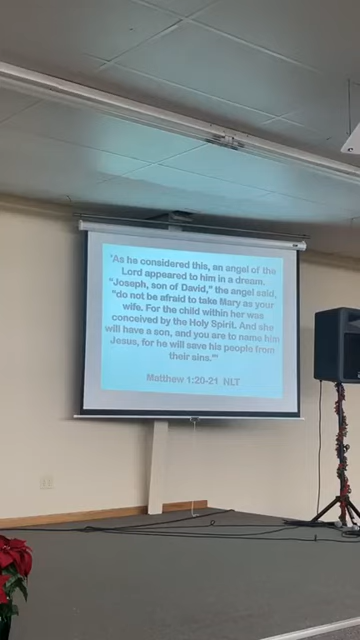 "As he considered this, an angel of the
Lord appeared to him in a dream.
"Joseph, son of David," the angel said,
"do not be afraid to take Mary as your
wife. For the child within her was
conceived by the Holy Spirit. And she
will have a son, and you are to name him
Jesus, for he will save his people from
their sins.'"
Matthew 1:20-21 NLT